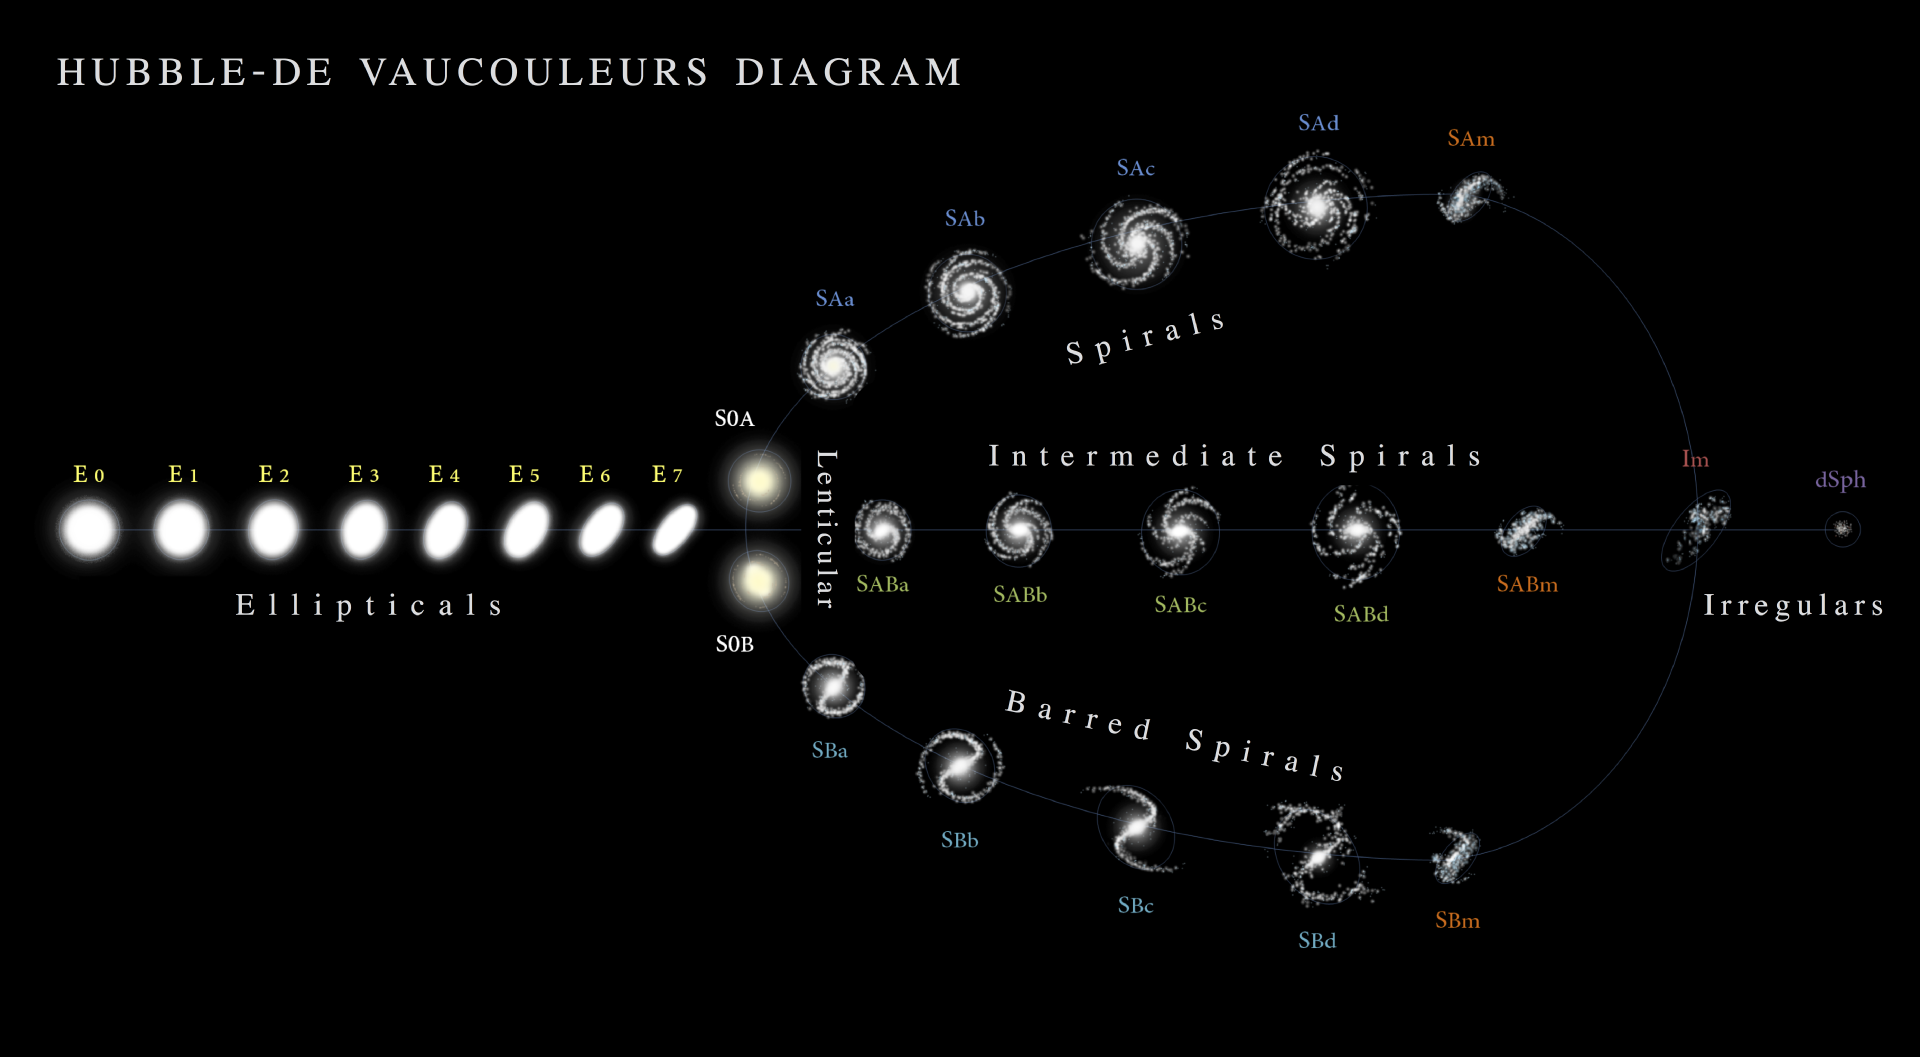 HUBBLE-DE VAUCOULEURS DIAGRAM
SAd
SAm
SAc
SAb
SAa
Spirals
S0A
Lenticular
Intermediate Spirals
Im
dSph
E0 E1 E2 E3 E4 E5 E6 E7
Ellipticals
SABa
SABb
SABc
SABd
SABm
Irregulars
S0B
Barred Spirals
SBa
SBb
SBc
SBd
SBm